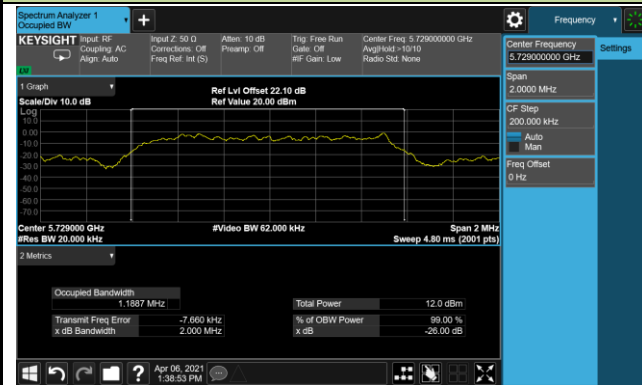 Spectrum Analyzer 1
Occupied BW
Frequency
KEYSIGHT
Input: RF
Coupling: AC
Align: Auto
Input Z: 50 Ω
Corrections: Off
Freq Ref: Int (S)
Atten: 10 dB
Preamp: Off
Trig: Free Run
Gate: Off
#IF Gain: Low
Center Freq: 5.729000000 GHz
Avg|Hold:>10/10
Radio Std: None
Center Frequency
5.729000000 GHz
Settings
Span
2.0000 MHz
CF Step
200.000 kHz
Auto
Man
Freq Offset
0 Hz
1 Graph
Scale/Div 10.0 dB
Ref Lvl Offset 22.10 dB
Ref Value 20.00 dBm
Log
10.0
0.00
-10.0
-20.0
-30.0
-40.0
-50.0
-60.0
-70.0
Center 5.729000 GHz
#Res BW 20.000 kHz
#Video BW 62.000 kHz
Span 2 MHz
Sweep 4.80 ms (2001 pts)
2 Metrics
Occupied Bandwidth
1.1887 MHz
Total Power 12.0 dBm
Transmit Freq Error -7.660 kHz
% of OBW Power 99.00 %
x dB Bandwidth 2.000 MHz
x dB -26.00 dB
Apr 06, 2021
1:38:53 PM